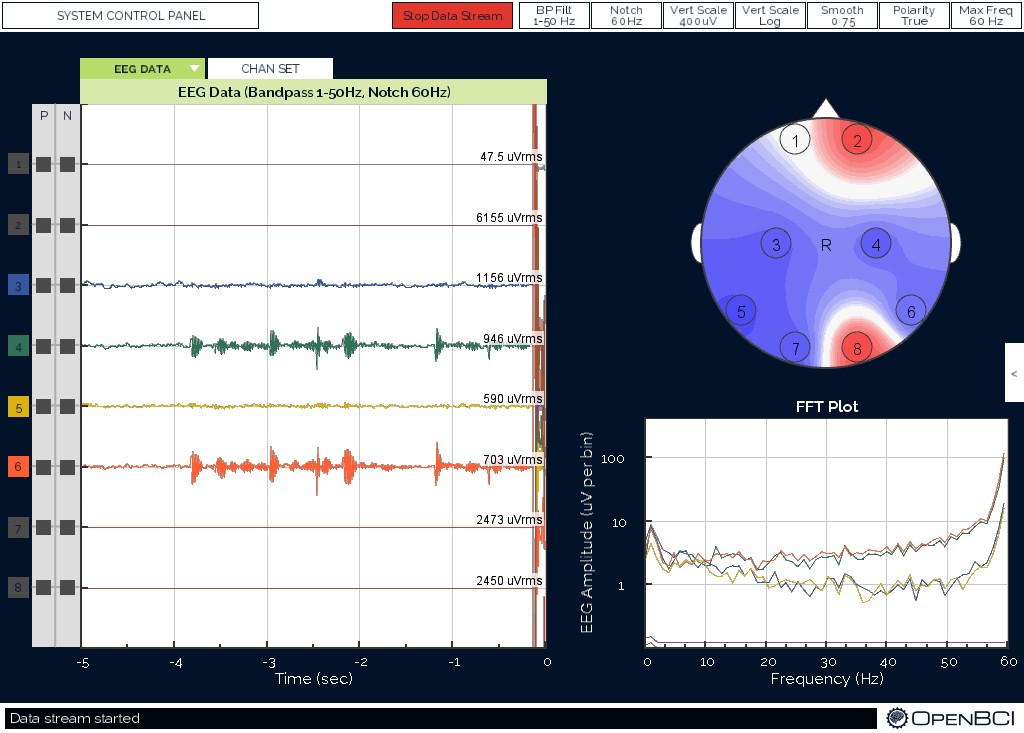 SYSTEM CONTROL PANEL
Stop Data Stream
BP Filt
1-50 Hz
Notch
60Hz
Vert Scale
400uV
Vert Scale
Log
Smooth
0.75
Polarity
True
Max Freq
60 Hz
EEG DATA
CHAN SET
EEG Data (Bandpass 1-50Hz, Notch 60Hz)
P N
1
47.5 uVrms
2
6155 uVrms
3
1156 uVrms
4
946 uVrms
5
590 uVrms
6
703 uVrms
7
2473 uVrms
8
2450 uVrms
-5 -4 -3 -2 -1 0
Time (sec)
1 2
3 R 4
5 6
7 8
<
FFT Plot
EEG Amplitude (uV per bin)
100
10
1
0 10 20 30 40 50 60
Frequency (Hz)
Data stream started
OPENBCI